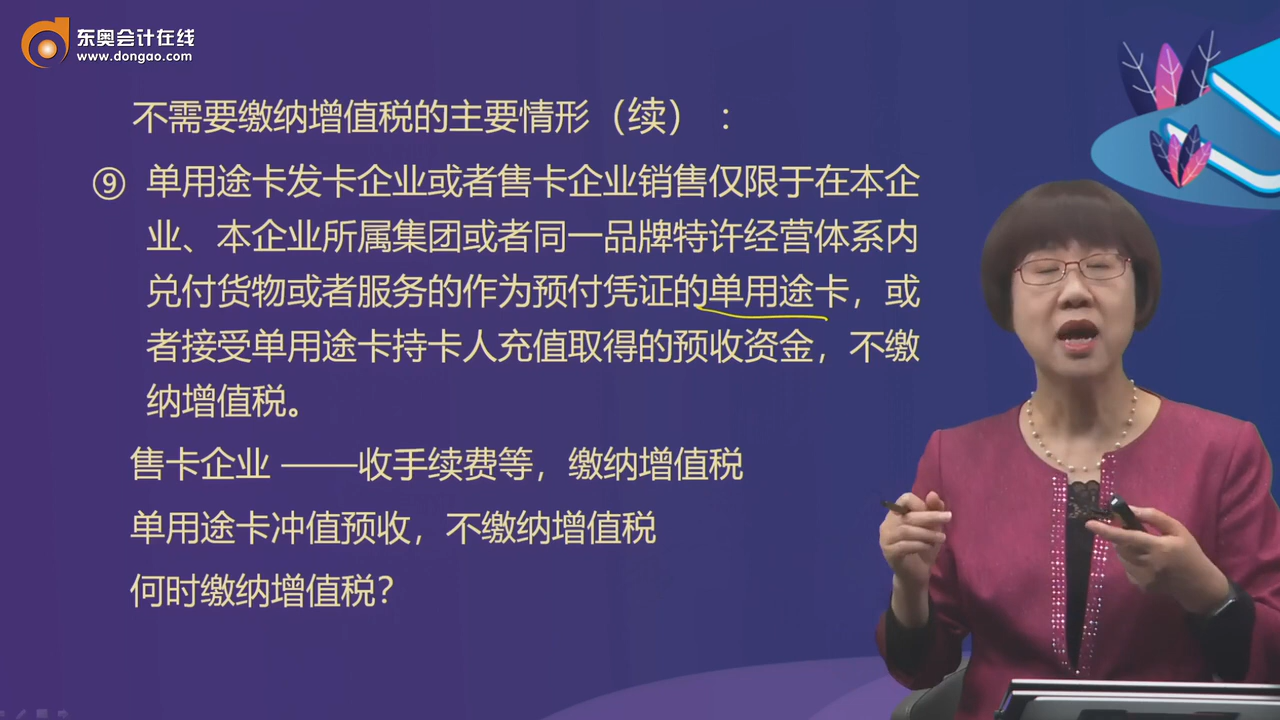 东奥会计在线
www.dongao.com
不需要缴纳增值税的主要情形（续）：
⑨ 单用途卡发卡企业或者售卡企业销售仅限于在本企
业、本企业所属集团或者同一品牌特许经营体系内
兑付货物或者服务的作为预付凭证的单用途卡，或
者接受单用途卡持卡人充值取得的预收资金，不缴
纳增值税。
售卡企业 ——收手续费等，缴纳增值税
单用途卡冲值预收，不缴纳增值税
何时缴纳增值税？